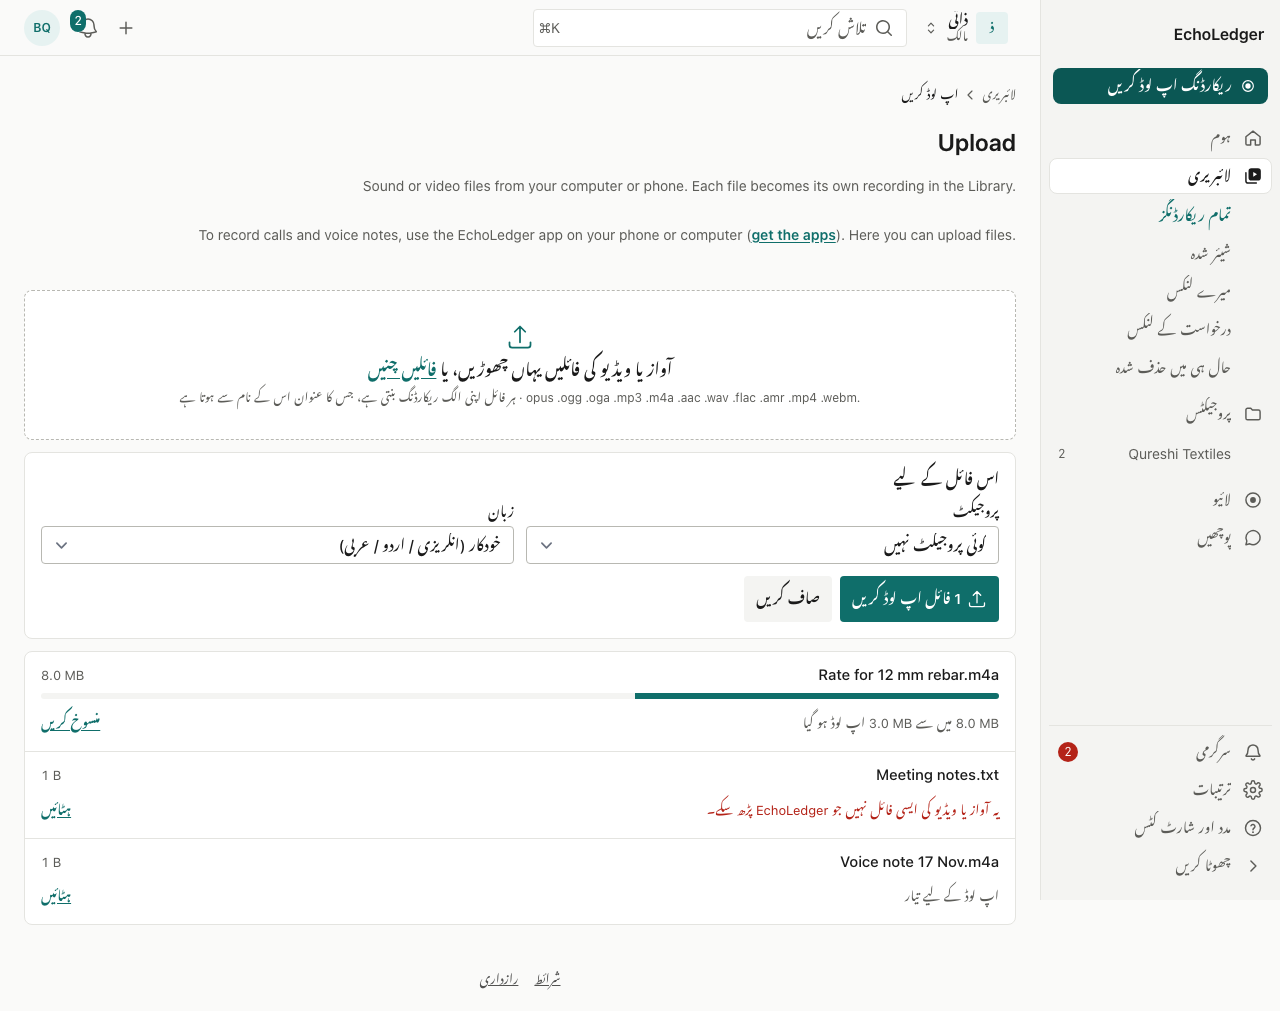 EchoLedger
ریکارڈنگ اپ لوڈ کریں
ہوم
لائبریری
تمام ریکارڈنگز
شیئر شدہ
میرے لنکس
درخواست کے لنکس
حال ہی میں حذف شدہ
پروجیکٹس
Qureshi Textiles 2
لائیو
پوچھیں
سرگرمی 2
ترتیبات
مدد اور شارٹ کٹس
چھوٹا کریں
ذ
ذاتی
مالک
تلاش کریں ⌘K
2
BQ
لائبریری
اپ لوڈ کریں
Upload
Sound or video files from your computer or phone. Each file becomes its own recording in the Library.
To record calls and voice notes, use the EchoLedger app on your phone or computer (get the apps). Here you can upload files.
آواز یا ویڈیو کی فائلیں یہاں چھوڑیں، یا فائلیں چنیں
opus .ogg .oga .mp3 .m4a .aac .wav .flac .amr .mp4 .webm. · ہر فائل اپنی الگ ریکارڈنگ بنتی ہے، جس کا عنوان اس کے نام سے ہوتا ہے
اس فائل کے لیے
پروجیکٹ
کوئی پروجیکٹ نہیں
زبان
خودکار (انگریزی / اردو / عربی)
1 فائل اپ لوڈ کریں
صاف کریں
Rate for 12 mm rebar.m4a
8.0 MB
8.0 MB میں سے 3.0 MB اپ لوڈ ہو گیا
منسوخ کریں
Meeting notes.txt
1 B
یہ آواز یا ویڈیو کی ایسی فائل نہیں جو EchoLedger پڑھ سکے۔
ہٹائیں
Voice note 17 Nov.m4a
1 B
اپ لوڈ کے لیے تیار
ہٹائیں
شرائط
رازداری